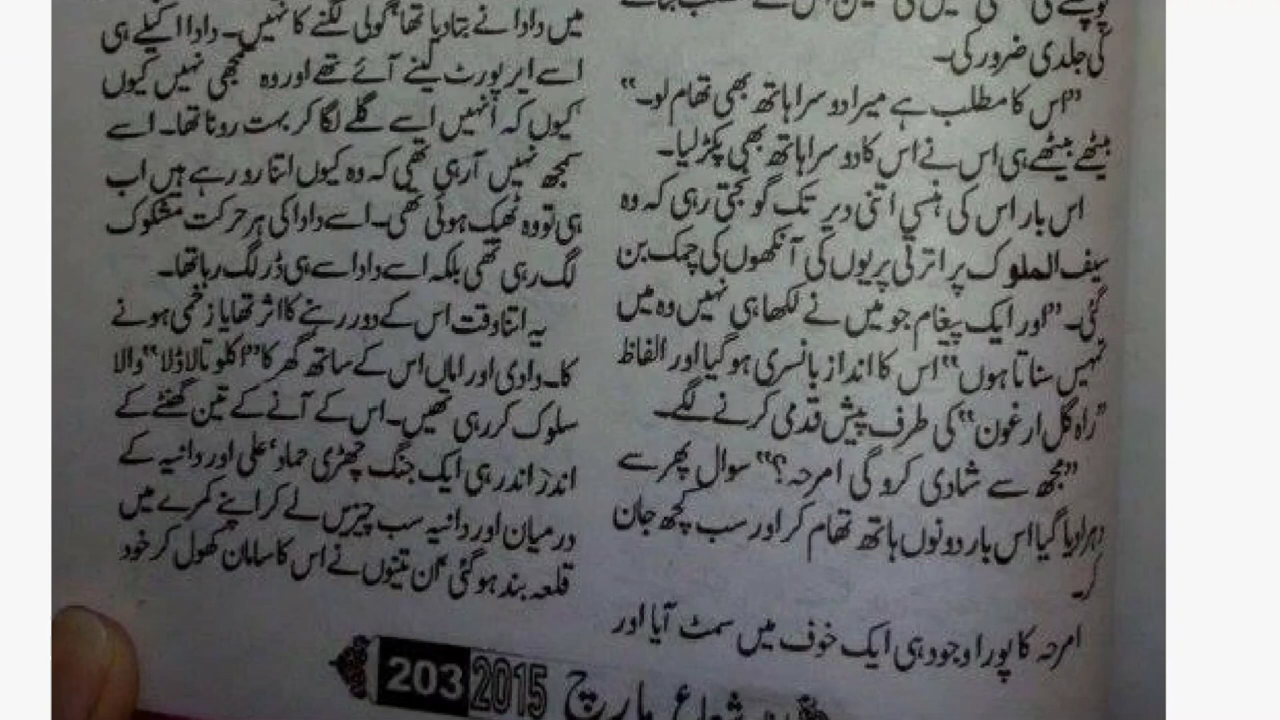 کی جلدی ضرور کی۔
"اس کا مطلب ہے میرا دوسرا ہاتھ بھی تھام لو۔"
بیٹھے بیٹھے ہی اس نے اس کا دوسرا ہاتھ بھی پکڑ لیا۔
اس بار اس کی ہنسی اتنی دیر تک گونجتی رہی کہ وہ
سیف الملوک پر اترتی پریوں کی آنکھوں کی چمک بن
گئی۔ "اور ایک پیغام جو میں نے لکھا ہی نہیں وہ میں
تمہیں سناتا ہوں" اس کا انداز بانسری ہو گیا اور الفاظ
"راہ گل ارغون" کی طرف پیش قدمی کرنے لگے۔
"مجھ سے شادی کرو گی امرحہ؟" سوال پھر سے
دہرا دیا گیا اس بار دونوں ہاتھ تھام کر اور سب کچھ جان
کر۔
امرحہ کا پورا وجود ہی ایک خوف میں سمٹ آیا اور
میں دادا نے بتا دیا تھا گولی لگنے کا نہیں۔ دادا اکیلے ہی
اسے ایرپورٹ لینے آئے تھے اور وہ سمجھی نہیں کیوں
کیوں کہ انہیں اسے گلے لگا کر بہت رونا تھا۔ اسے
سمجھ نہیں آرہی تھی کہ وہ کیوں اتنا رو رہے ہیں اب
ہی تو وہ ٹھیک ہوئی تھی۔ اسے دادا کی ہر حرکت مشکوک
لگ رہی تھی بلکہ اسے دادا سے ہی ڈر لگ رہا تھا۔
یہ اتنا وقت اس کے دور رہنے کا اثر تھا یا زخمی ہونے
کا۔ دادی اور اماں اس کے ساتھ گھر کا "اکلوتا لاڈلا" والا
سلوک کر رہی تھیں۔ اس کے آنے کے تین گھنٹے کے
اندر اندر ہی ایک جنگ چھڑی حماد' علی اور دانیہ کے
درمیان اور دانیہ سب چیزیں لے کر اپنے کمرے میں
قلعہ بند ہو گئی ان تینوں نے اس کا سامان کھول کر خود
شعاع مارچ 2015 203